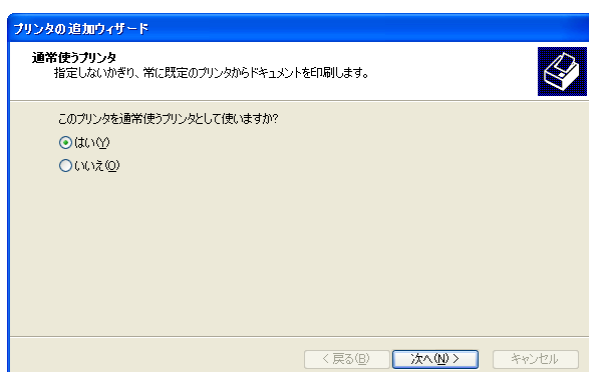 プリンタの追加ウィザード
通常使うプリンタ
指定しないかぎり、常に既定のプリンタからドキュメントを印刷します。
このプリンタを通常使うプリンタとして使いますか?
はい(Y)
いいえ(O)
< 戻る(B)
次へ(N) >
キャンセル